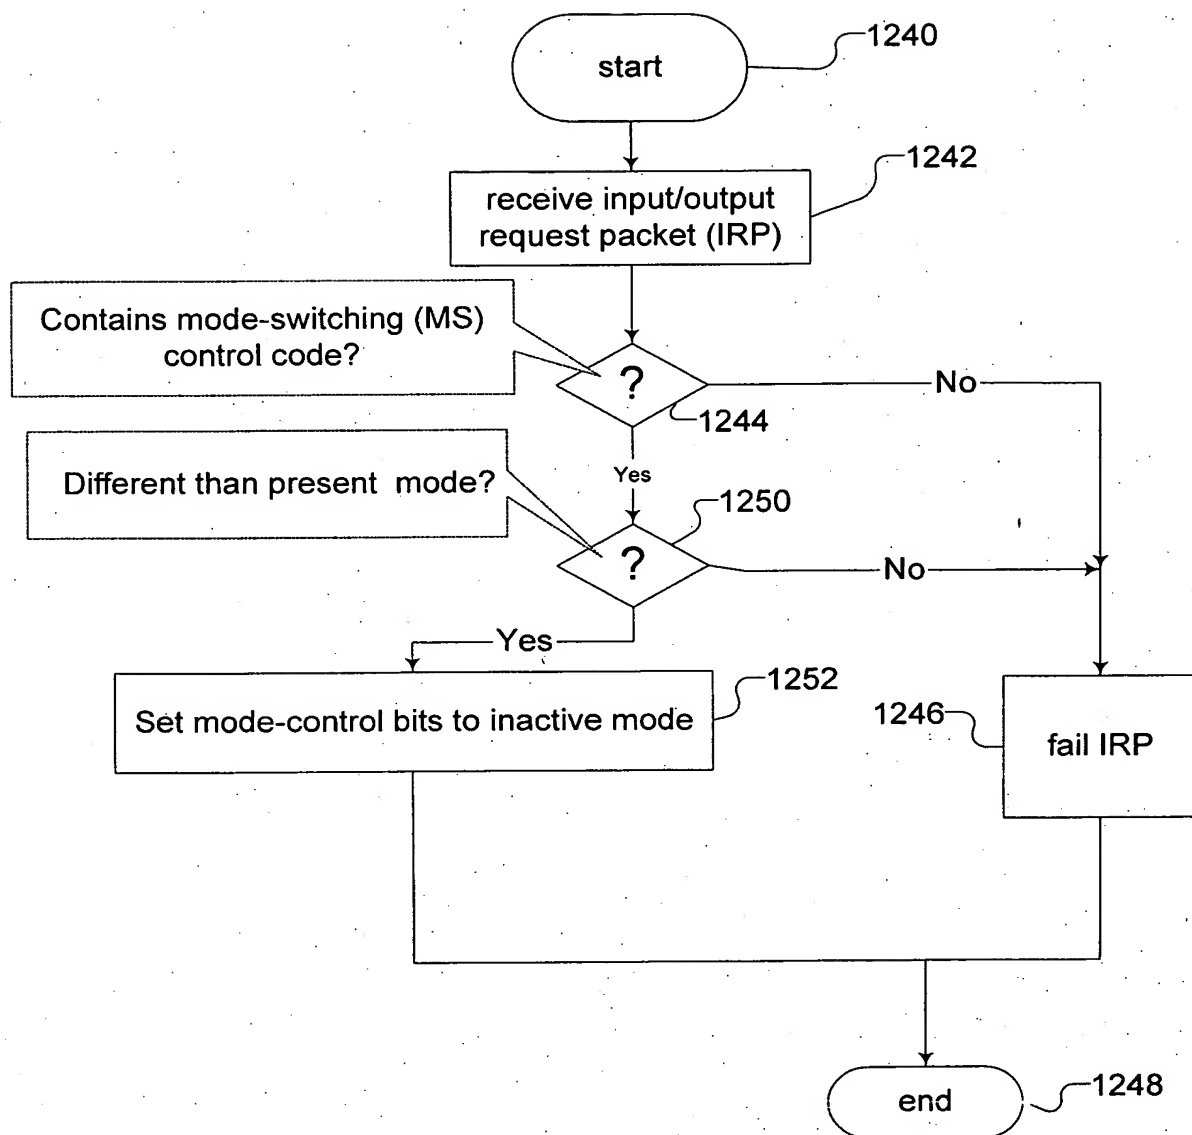 start
1240
receive input/output
request packet (IRP)
1242
Contains mode-switching (MS)
control code?
?
No
1244
Yes
Different than present mode?
1250
?
No
Yes
Set mode-control bits to inactive mode
1252
1246
fail IRP
end
1248